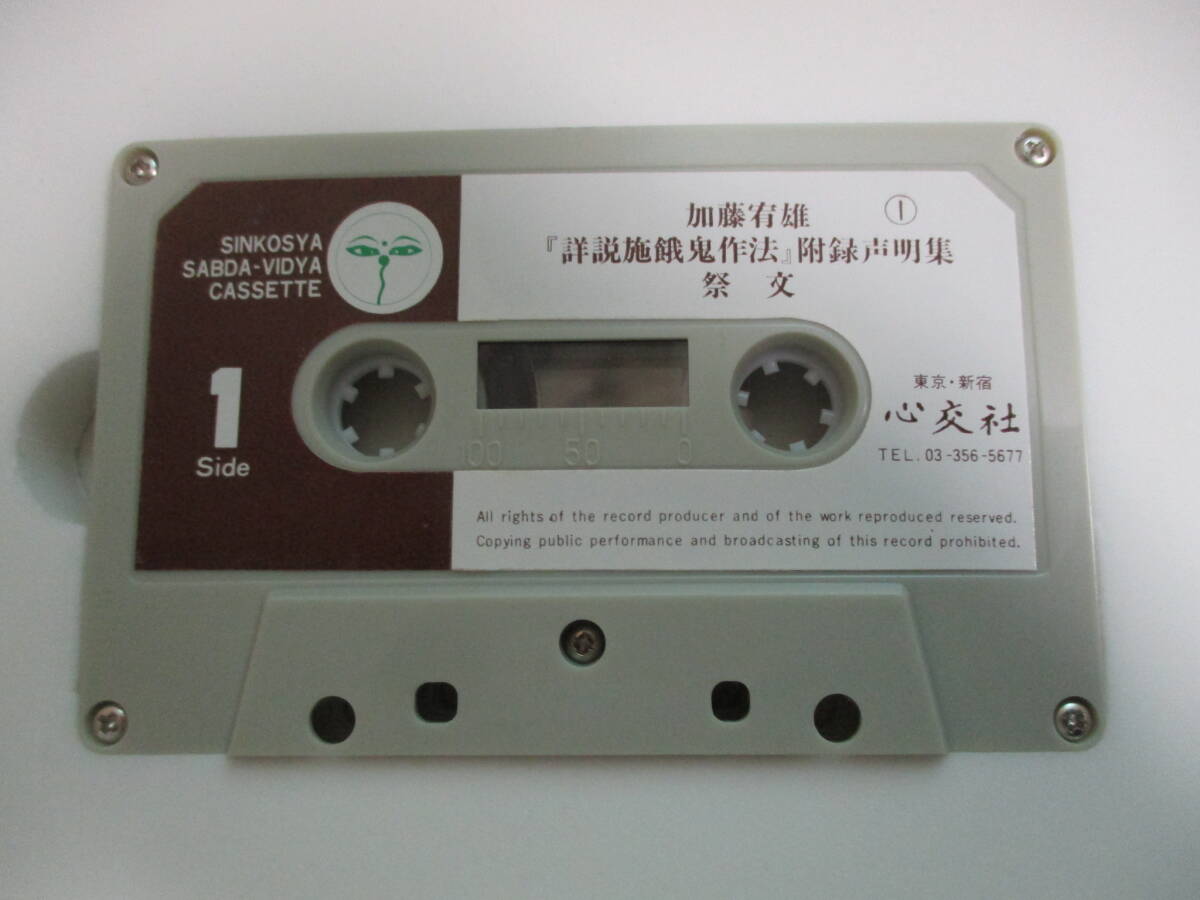 SINKOSYA
SABDA-VIDYA
CASSETTE
1
Side
加藤宥雄 ①
『詳説施餓鬼作法』附録声明集
祭文
東京・新宿
心交社
TEL. 03-356-5677
100 50 0
All rights of the record producer and of the work reproduced reserved.
Copying public performance and broadcasting of this record prohibited.